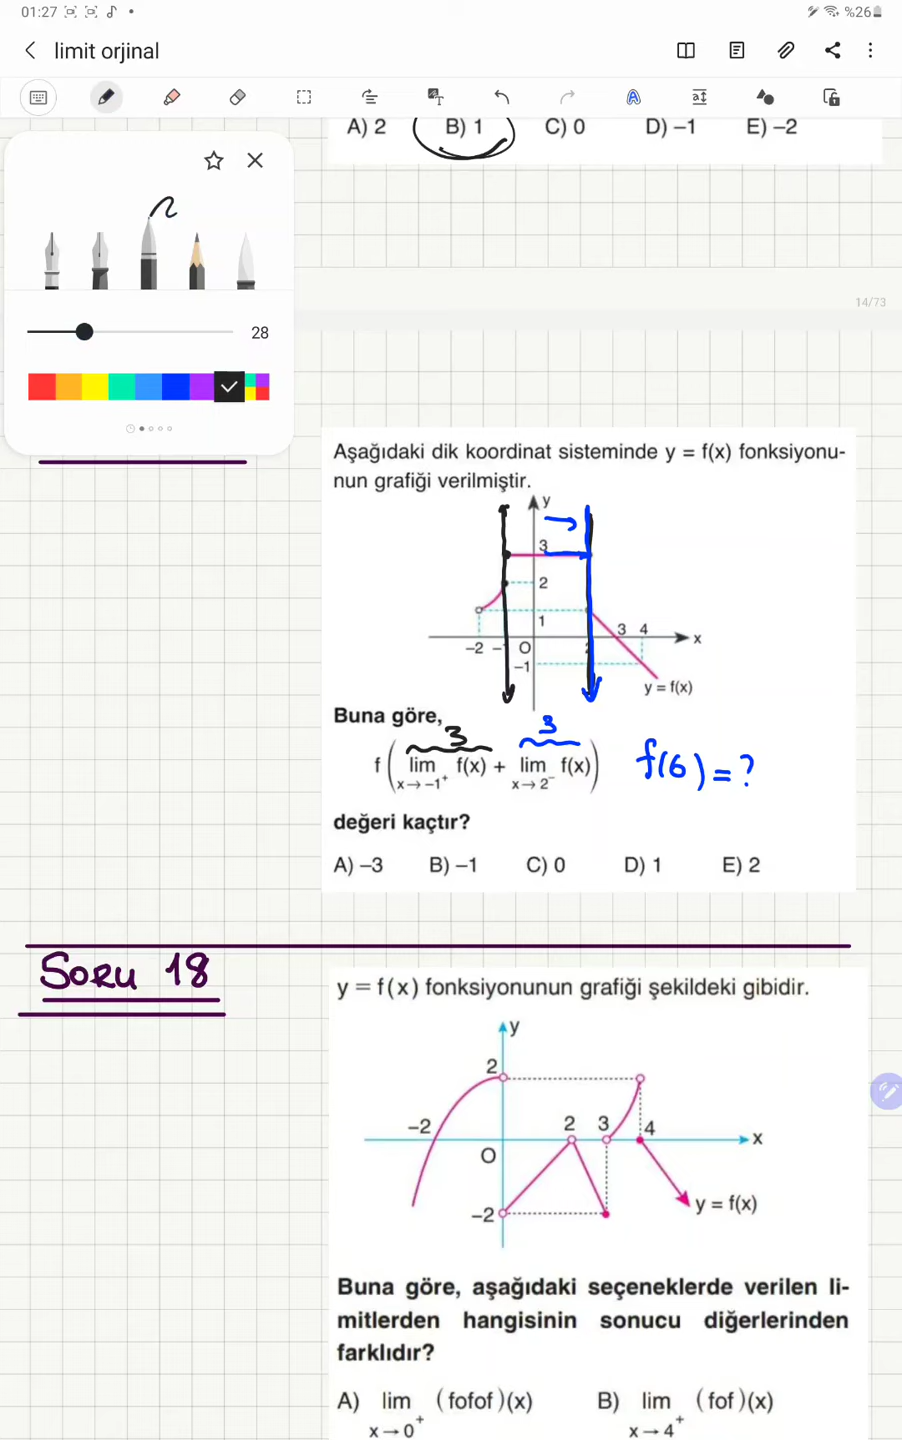 01:27
%26
limit orjinal
A) 2 B) 1 C) 0 D) –1 E) –2
28
14/73
Aşağıdaki dik koordinat sisteminde y = f(x) fonksiyonu-
nun grafiği verilmiştir.
y
3
2
1
3 4
x
–2
O
–1
y = f(x)
Buna göre,
3 3
f( lim f(x) + lim f(x)) f(6) = ?
x→–1⁺ x→2⁻
değeri kaçtır?
A) –3 B) –1 C) 0 D) 1 E) 2
SORU 18
y = f(x) fonksiyonunun grafiği şekildeki gibidir.
y
2
–2 2 3 4
x
O
–2
y = f(x)
Buna göre, aşağıdaki seçeneklerde verilen li-
mitlerden hangisinin sonucu diğerlerinden
farklıdır?
A) lim (fofof)(x) B) lim (fof)(x)
x→0⁺ x→4⁺